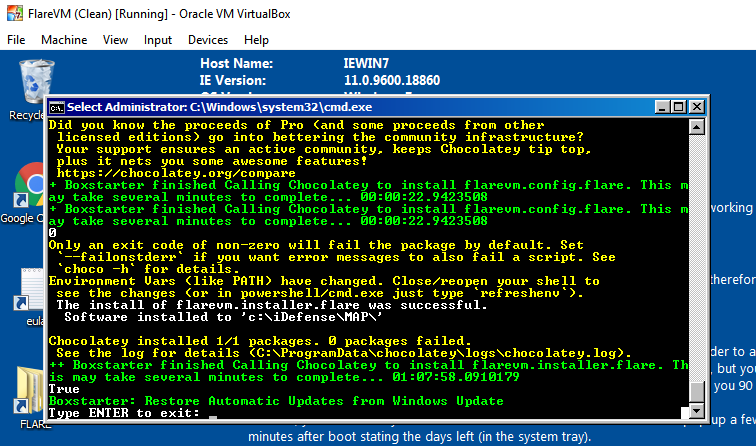 FlareVM (Clean) [Running] - Oracle VM VirtualBox
File Machine View Input Devices Help
Host Name: IEWIN7
IE Version: 11.0.9600.18860
Recycle
Google C
eula
FLARE
Select Administrator: C:\Windows\system32\cmd.exe
Did you know the proceeds of Pro (and some proceeds from other
licensed editions) go into bettering the community infrastructure?
Your support ensures an active community, keeps Chocolatey tip top,
plus it nets you some awesome features!
https://chocolatey.org/compare
+ Boxstarter finished Calling Chocolatey to install flarevm.config.flare. This m
ay take several minutes to complete... 00:00:22.9423508
+ Boxstarter finished Calling Chocolatey to install flarevm.config.flare. This m
ay take several minutes to complete... 00:00:22.9423508
0
Only an exit code of non-zero will fail the package by default. Set
`--failonstderr` if you want error messages to also fail a script. See
`choco -h` for details.
Environment Vars (like PATH) have changed. Close/reopen your shell to
see the changes (or in powershell/cmd.exe just type `refreshenv`).
The install of flarevm.installer.flare was successful.
Software installed to 'c:\iDefense\MAP\'
Chocolatey installed 1/1 packages. 0 packages failed.
See the log for details (C:\ProgramData\chocolatey\logs\chocolatey.log).
++ Boxstarter finished Calling Chocolatey to install flarevm.installer.flare. Th
is may take several minutes to complete... 01:07:58.0910179
True
Boxstarter: Restore Automatic Updates from Windows Update
Type ENTER to exit:
working
therefor
der to a
, but you
you 90
up a few
minutes after boot stating the days left (in the system tray).